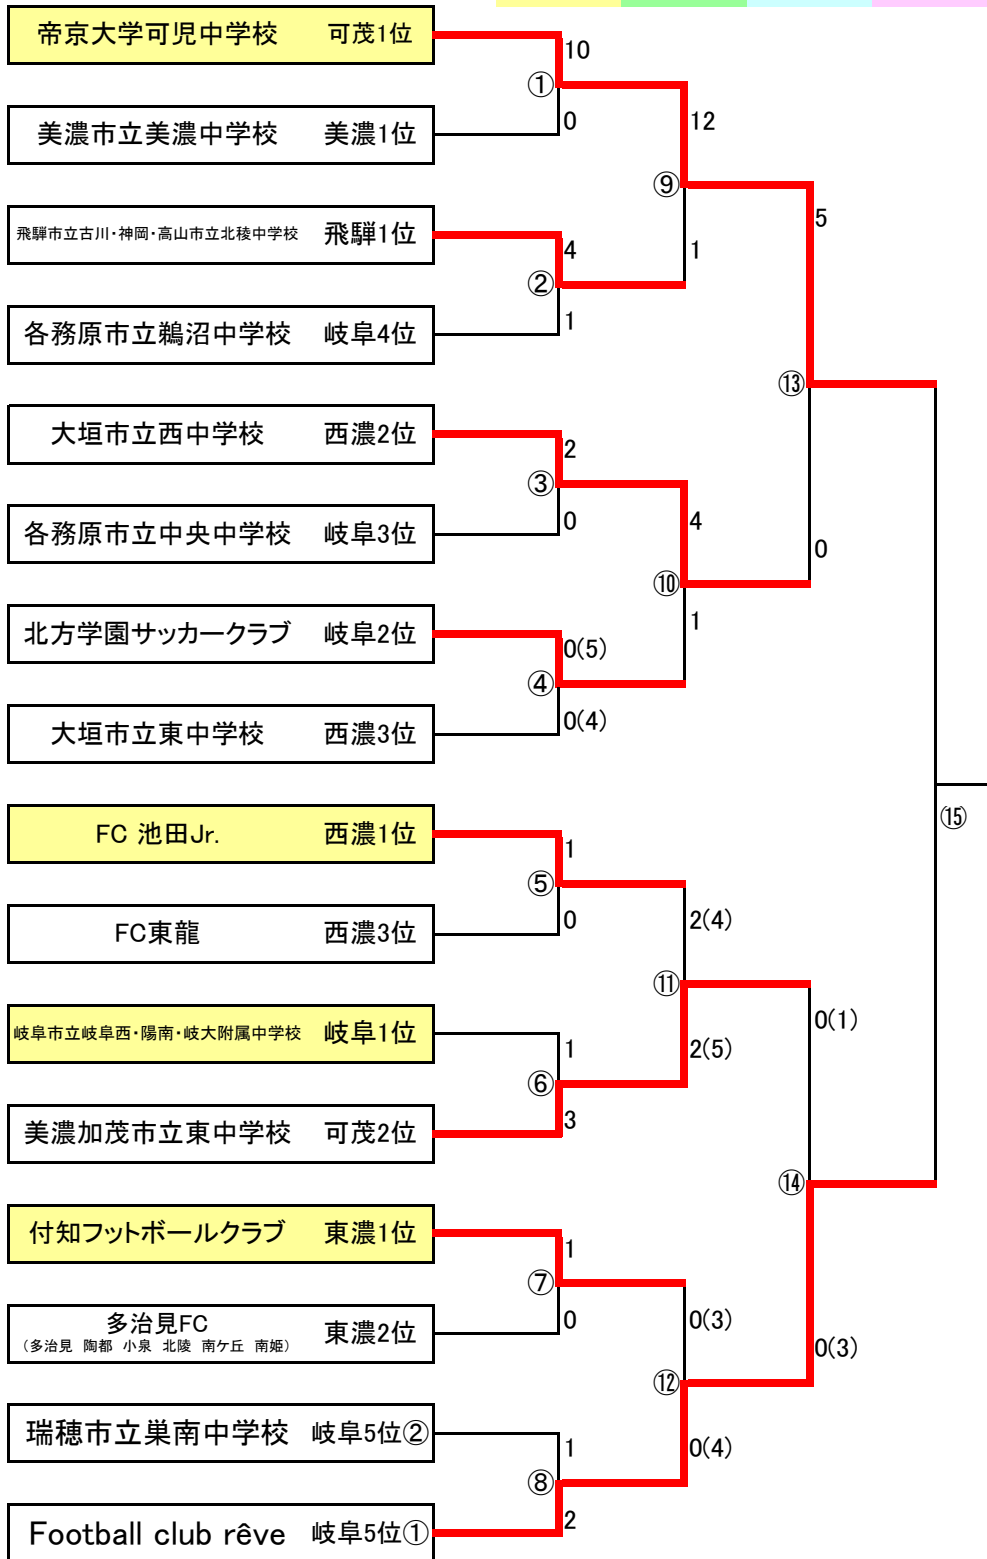 帝京大学可児中学校 可茂1位
10
①
0
美濃市立美濃中学校 美濃1位
12
⑨
飛騨市立古川・神岡・高山市立北稜中学校 飛騨1位
5
4
1
②
1
各務原市立鵜沼中学校 岐阜4位
⑬
大垣市立西中学校 西濃2位
2
③
0
4
各務原市立中央中学校 岐阜3位
0
⑩
北方学園サッカークラブ 岐阜2位
1
0(5)
④
0(4)
大垣市立東中学校 西濃3位
⑮
FC 池田Jr. 西濃1位
1
⑤
0
2(4)
FC東龍 西濃3位
⑪
岐阜市立岐阜西・陽南・岐大附属中学校 岐阜1位
0(1)
1
2(5)
⑥
3
美濃加茂市立東中学校 可茂2位
⑭
付知フットボールクラブ 東濃1位
1
⑦
0
0(3)
多治見FC
(多治見 陶都 小泉 北陵 南ケ丘 南姫) 東濃2位
0(3)
⑫
瑞穂市立巣南中学校 岐阜5位②
1
0(4)
⑧
2
Football club rêve 岐阜5位①